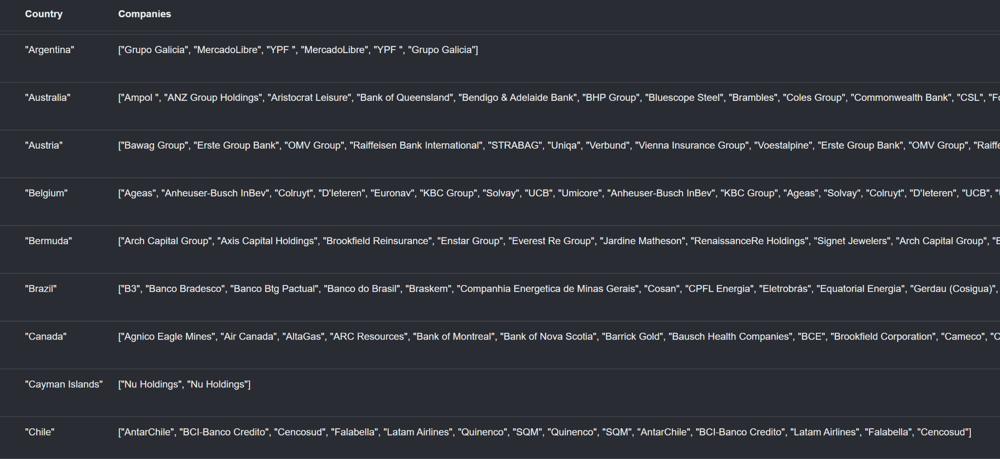 Country Companies
"Argentina" ["Grupo Galicia", "MercadoLibre", "YPF ", "MercadoLibre", "YPF ", "Grupo Galicia"]
"Australia" ["Ampol ", "ANZ Group Holdings", "Aristocrat Leisure", "Bank of Queensland", "Bendigo & Adelaide Bank", "BHP Group", "Bluescope Steel", "Brambles", "Coles Group", "Commonwealth Bank", "CSL",
"Austria" ["Bawag Group", "Erste Group Bank", "OMV Group", "Raiffeisen Bank International", "STRABAG", "Uniqa", "Verbund", "Vienna Insurance Group", "Voestalpine", "Erste Group Bank", "OMV Group", "Raiffe
"Belgium" ["Ageas", "Anheuser-Busch InBev", "Colruyt", "D'Ieteren", "Euronav", "KBC Group", "Solvay", "UCB", "Umicore", "Anheuser-Busch InBev", "KBC Group", "Ageas", "Solvay", "Colruyt", "D'Ieteren", "UCB",
"Bermuda" ["Arch Capital Group", "Axis Capital Holdings", "Brookfield Reinsurance", "Enstar Group", "Everest Re Group", "Jardine Matheson", "RenaissanceRe Holdings", "Signet Jewelers", "Arch Capital Group",
"Brazil" ["B3", "Banco Bradesco", "Banco Btg Pactual", "Banco do Brasil", "Braskem", "Companhia Energetica de Minas Gerais", "Cosan", "CPFL Energia", "Eletrobrás", "Equatorial Energia", "Gerdau (Cosigua)",
"Canada" ["Agnico Eagle Mines", "Air Canada", "AltaGas", "ARC Resources", "Bank of Montreal", "Bank of Nova Scotia", "Barrick Gold", "Bausch Health Companies", "BCE", "Brookfield Corporation", "Cameco",
"Cayman Islands" ["Nu Holdings", "Nu Holdings"]
"Chile" ["AntarChile", "BCI-Banco Credito", "Cencosud", "Falabella", "Latam Airlines", "Quinenco", "SQM", "Quinenco", "SQM", "AntarChile", "BCI-Banco Credito", "Latam Airlines", "Falabella", "Cencosud"]